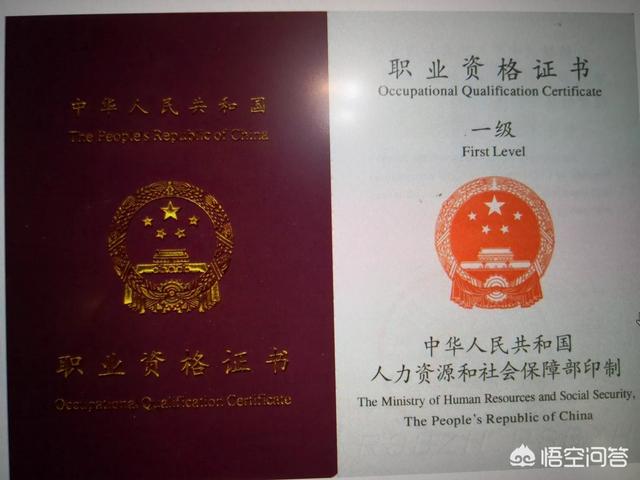 中华人民共和国
The People's Republic of China
职业资格证书
Occupational Qualification Certificate
职业资格证书
Occupational Qualification Certificate
一级
First Level
中华人民共和国
人力资源和社会保障部印制
The Ministry of Human Resources and Social Security,
The People's Republic of China
悟空问答